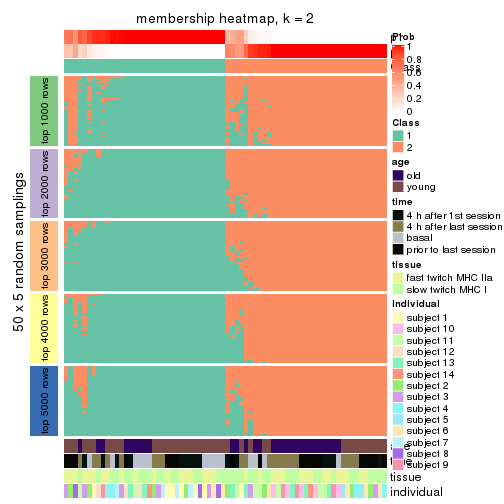 membership heatmap, k = 2
50 x 5 random samplings
top 1000 rows
top 2000 rows
top 3000 rows
top 4000 rows
top 5000 rows
tissue
individual
Prob
1
0.8
0.6
0.4
0.2
0
Class
1
2
age
old
young
time
4 h after 1st session
4 h after last session
basal
prior to last session
tissue
fast twitch MHC IIa
slow twitch MHC I
individual
subject 1
subject 10
subject 11
subject 12
subject 13
subject 14
subject 2
subject 3
subject 4
subject 5
subject 6
subject 7
subject 8
subject 9